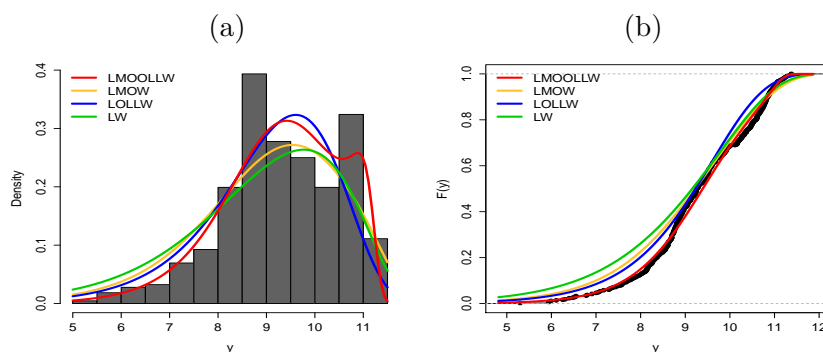 (a)
(b)
LMOOLLW
LMOW
LOLLW
LW
Density
0.0
0.1
0.2
0.3
0.4
5 6 7 8 9 10 11
y
LMOOLLW
LMOW
LOLLW
LW
F(y)
0.0 0.2 0.4 0.6 0.8 1.0
5 6 7 8 9 10 11 12
y